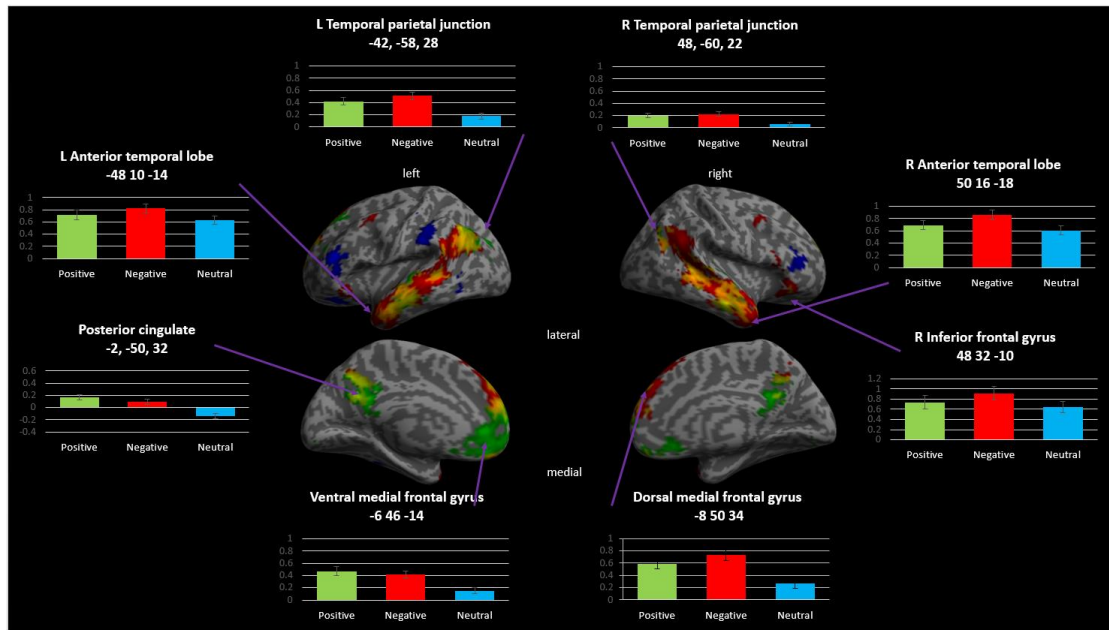 L Temporal parietal junction
-42, -58, 28
1
0.8
0.6
0.4
0.2
0
Positive Negative Neutral
R Temporal parietal junction
48, -60, 22
1
0.8
0.6
0.4
0.2
0
Positive Negative Neutral
L Anterior temporal lobe
-48 10 -14
1
0.8
0.6
0.4
0.2
0
Positive Negative Neutral
left
right
R Anterior temporal lobe
50 16 -18
1
0.8
0.6
0.4
0.2
0
Positive Negative Neutral
lateral
Posterior cingulate
-2, -50, 32
0.6
0.4
0.2
0
-0.2
-0.4
Positive Negative Neutral
R Inferior frontal gyrus
48 32 -10
1.2
1
0.8
0.6
0.4
0.2
0
Positive Negative Neutral
medial
Ventral medial frontal gyrus
-6 46 -14
1
0.8
0.6
0.4
0.2
0
Positive Negative Neutral
Dorsal medial frontal gyrus
-8 50 34
1
0.8
0.6
0.4
0.2
0
Positive Negative Neutral